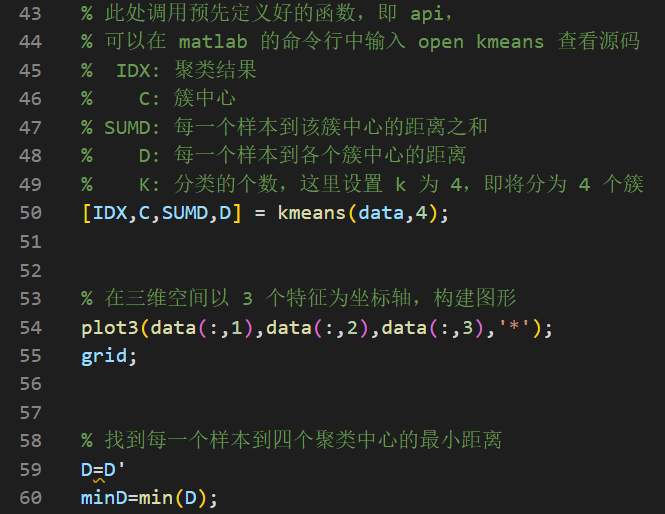 43 % 此处调用预先定义好的函数，即 api，
44 % 可以在 matlab 的命令行中输入 open kmeans 查看源码
45 %  IDX: 聚类结果
46 %    C: 簇中心
47 % SUMD: 每一个样本到该簇中心的距离之和
48 %    D: 每一个样本到各个簇中心的距离
49 %    K: 分类的个数，这里设置 k 为 4，即将分为 4 个簇
50 [IDX,C,SUMD,D] = kmeans(data,4);
51
52
53 % 在三维空间以 3 个特征为坐标轴，构建图形
54 plot3(data(:,1),data(:,2),data(:,3),'*');
55 grid;
56
57
58 % 找到每一个样本到四个聚类中心的最小距离
59 D=D'
60 minD=min(D);